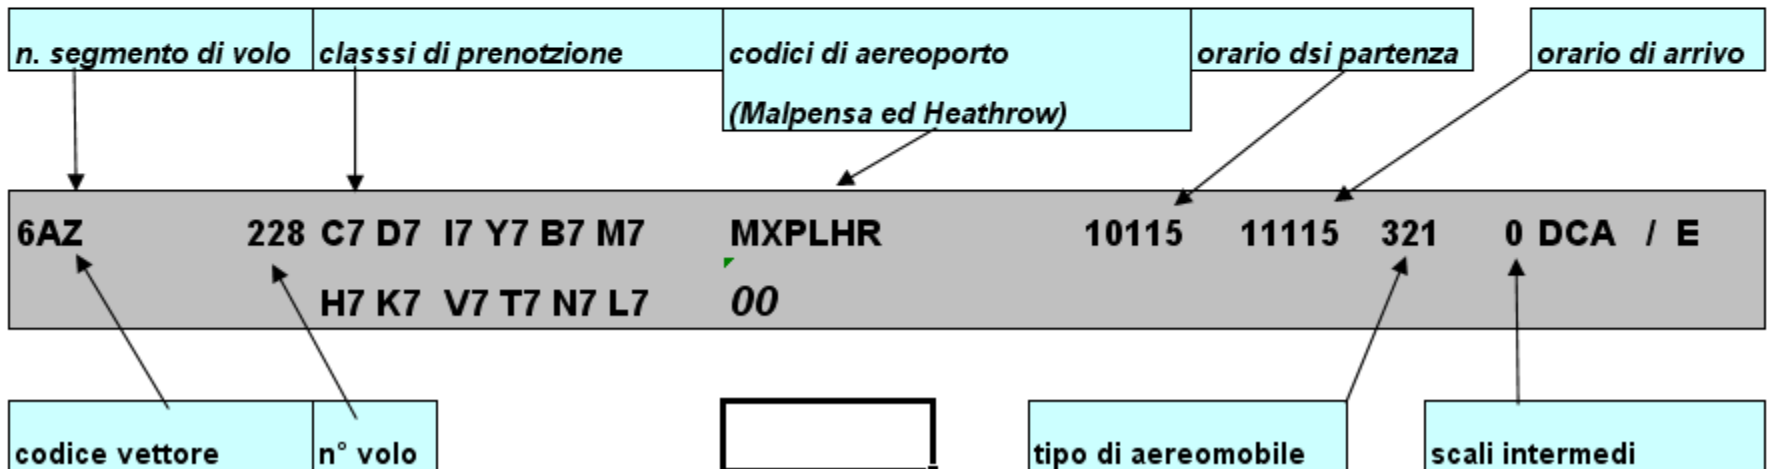 n. segmento di volo classsi di prenotzione codici di aereoporto orario dsi partenza orario di arrivo
(Malpensa ed Heathrow)
6AZ 228 C7 D7 I7 Y7 B7 M7 MXPLHR 10115 11115 321 0 DCA / E
H7 K7 V7 T7 N7 L7 00
codice vettore n° volo tipo di aereomobile scali intermedi